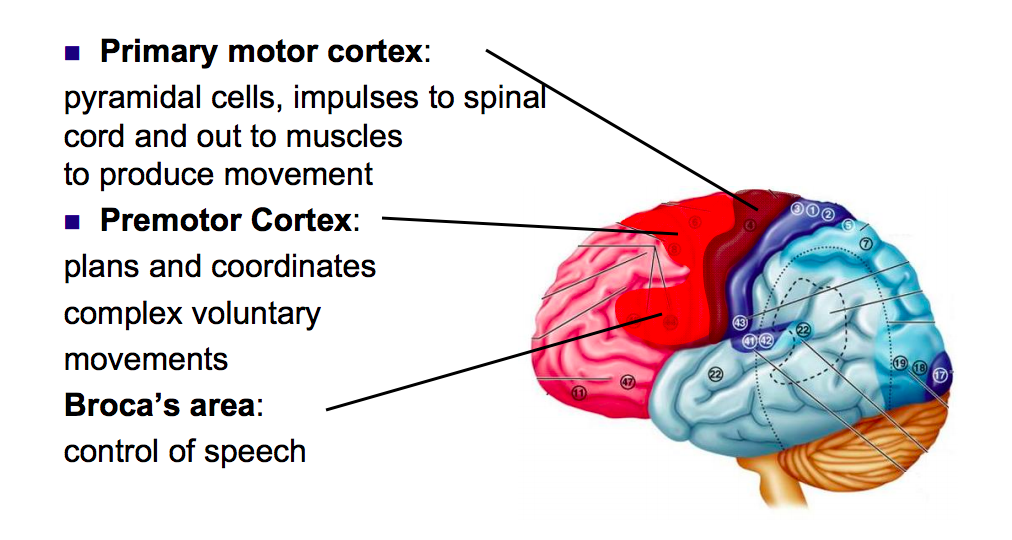 ■ Primary motor cortex:
pyramidal cells, impulses to spinal
cord and out to muscles
to produce movement
■ Premotor Cortex:
plans and coordinates
complex voluntary
movements
Broca’s area:
control of speech
6
4
3 1 2
5
7
8
44
43
41 42
22
22
19 18 17
47
11